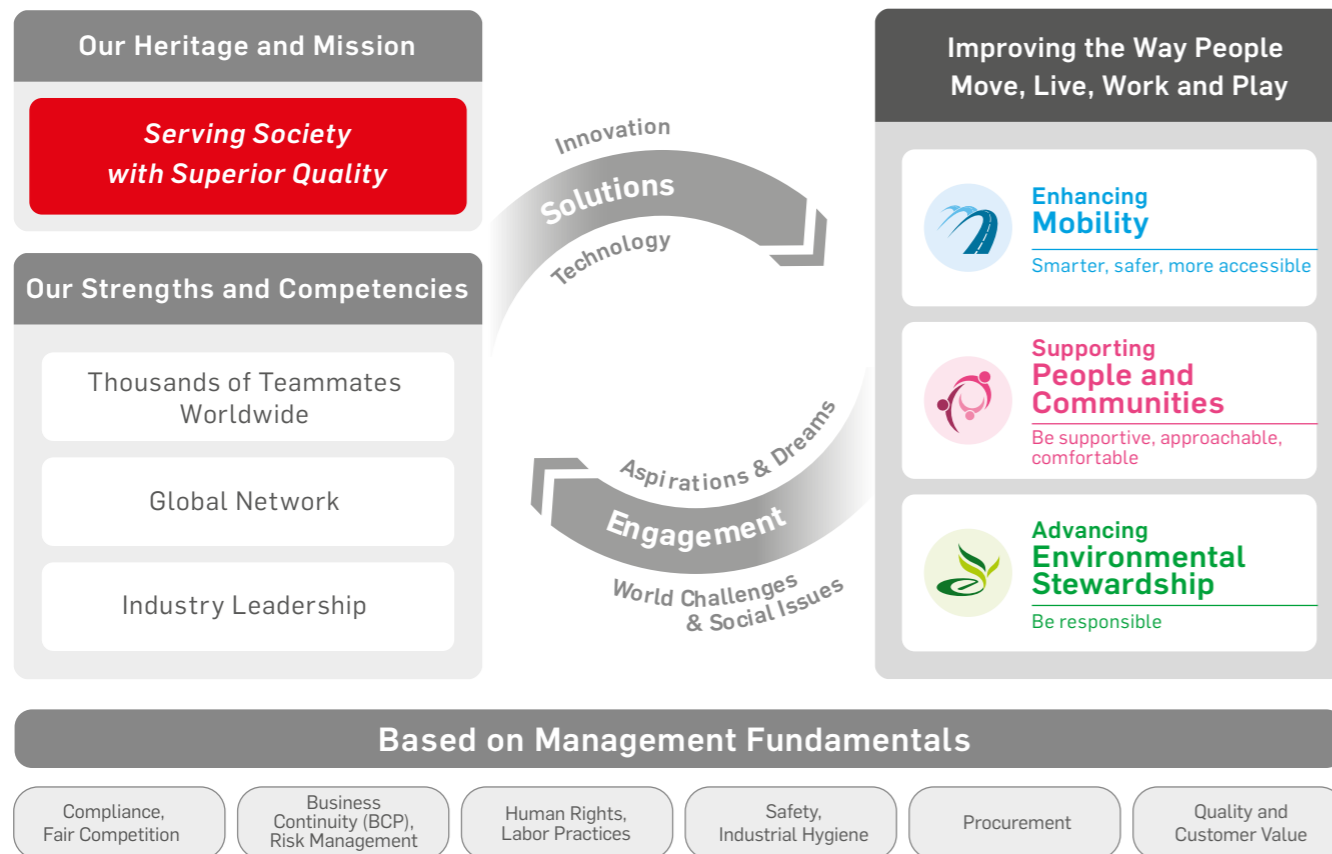 Our Heritage and Mission
Serving Society
with Superior Quality
Our Strengths and Competencies
Thousands of Teammates
Worldwide
Global Network
Industry Leadership
Innovation
Solutions
Technology
Aspirations & Dreams
Engagement
World Challenges
& Social Issues
Improving the Way People
Move, Live, Work and Play
Enhancing
Mobility
Smarter, safer, more accessible
Supporting
People and
Communities
Be supportive, approachable,
comfortable
Advancing
Environmental
Stewardship
Be responsible
Based on Management Fundamentals
Compliance,
Fair Competition
Business
Continuity (BCP),
Risk Management
Human Rights,
Labor Practices
Safety,
Industrial Hygiene
Procurement
Quality and
Customer Value